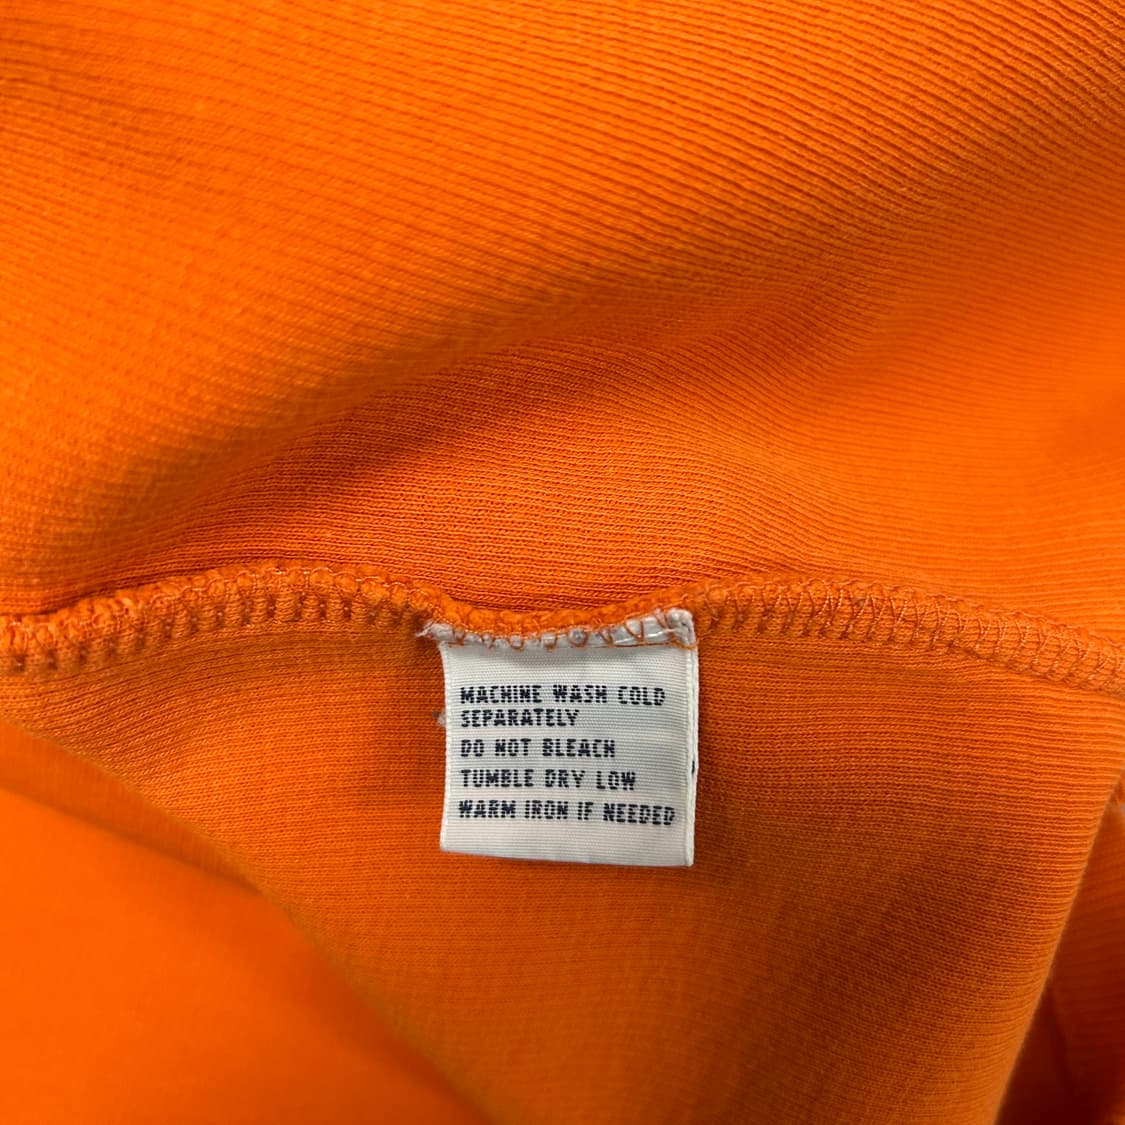 MACHINE WASH COLD
SEPARATELY
DO NOT BLEACH
TUMBLE DRY LOW
WARM IRON IF NEEDED